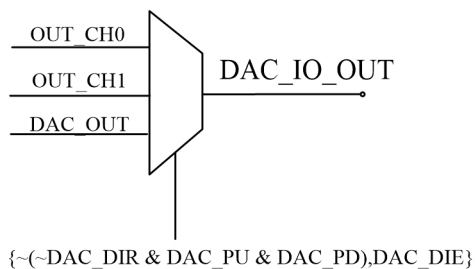 OUT_CH0
OUT_CH1
DAC_OUT
DAC_IO_OUT
{~(~DAC_DIR & DAC_PU & DAC_PD),DAC_DIE}